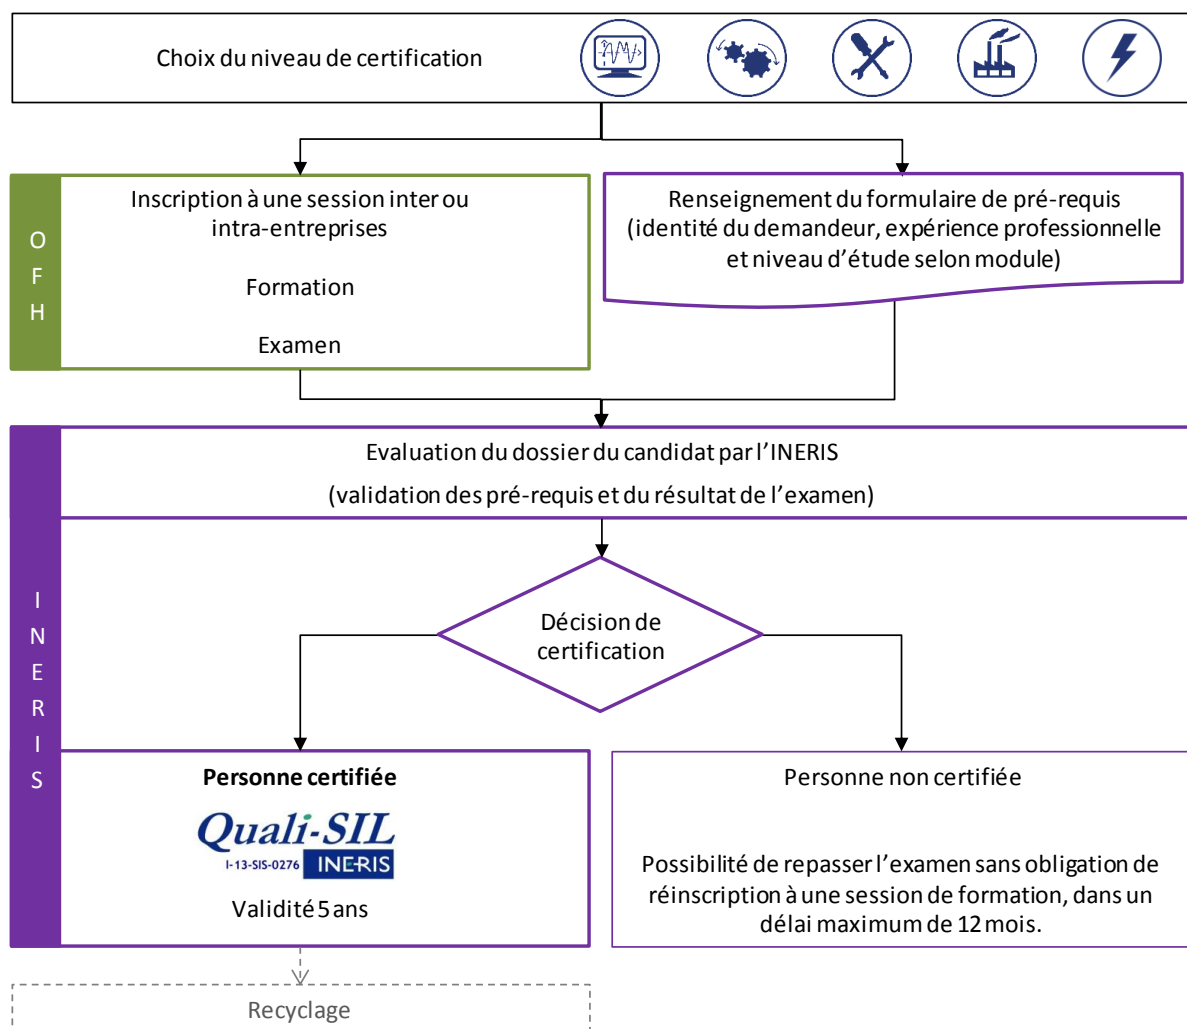 Choix du niveau de certification
O
F
H
Inscription à une session inter ou
intra-entreprises
Formation
Examen
Renseignement du formulaire de pré-requis
(identité du demandeur, expérience professionnelle
et niveau d’étude selon module)
I
N
E
R
I
S
Evaluation du dossier du candidat par l’INERIS
(validation des pré-requis et du résultat de l’examen)
Décision de
certification
Personne certifiée
Quali-SIL
I-13-SIS-0276 INERIS
Validité 5 ans
Personne non certifiée
Possibilité de repasser l’examen sans obligation de
réinscription à une session de formation, dans un
délai maximum de 12 mois.
Recyclage